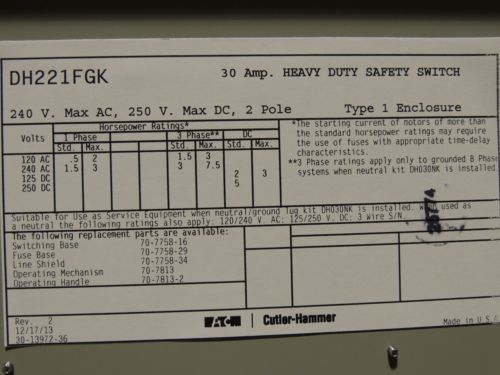 DH221FGK 30 Amp. HEAVY DUTY SAFETY SWITCH
240 V. Max AC, 250 V. Max DC, 2 Pole Type 1 Enclosure
Horsepower Ratings*
Volts 1 Phase 3 Phase** DC
Std. Max. Std. Max. Std. Max.
120 AC .5 2 1.5 3
240 AC 1.5 3 3 7.5
125 DC 2 3
250 DC 5
*The starting current of motors of more than
the standard horsepower ratings may require
the use of fuses with appropriate time-delay
characteristics.
**3 Phase ratings apply only to grounded B Phase
systems when neutral kit DH030NK is installed.
Suitable for Use as Service Equipment when neutral/ground lug kit DH030NK is installed. When used as
a neutral the following ratings also apply: 120/240 V. AC; 125/250 V. DC; 3 Wire S/N.
The following replacement parts are available:
Switching Base 70-7758-16
Fuse Base 70-7758-29
Line Shield 70-7758-34
Operating Mechanism 70-7813
Operating Handle 70-7813-2
Rev. 2
12/17/13
30-13972-36
EATON Cutler-Hammer
Made in U.S.A